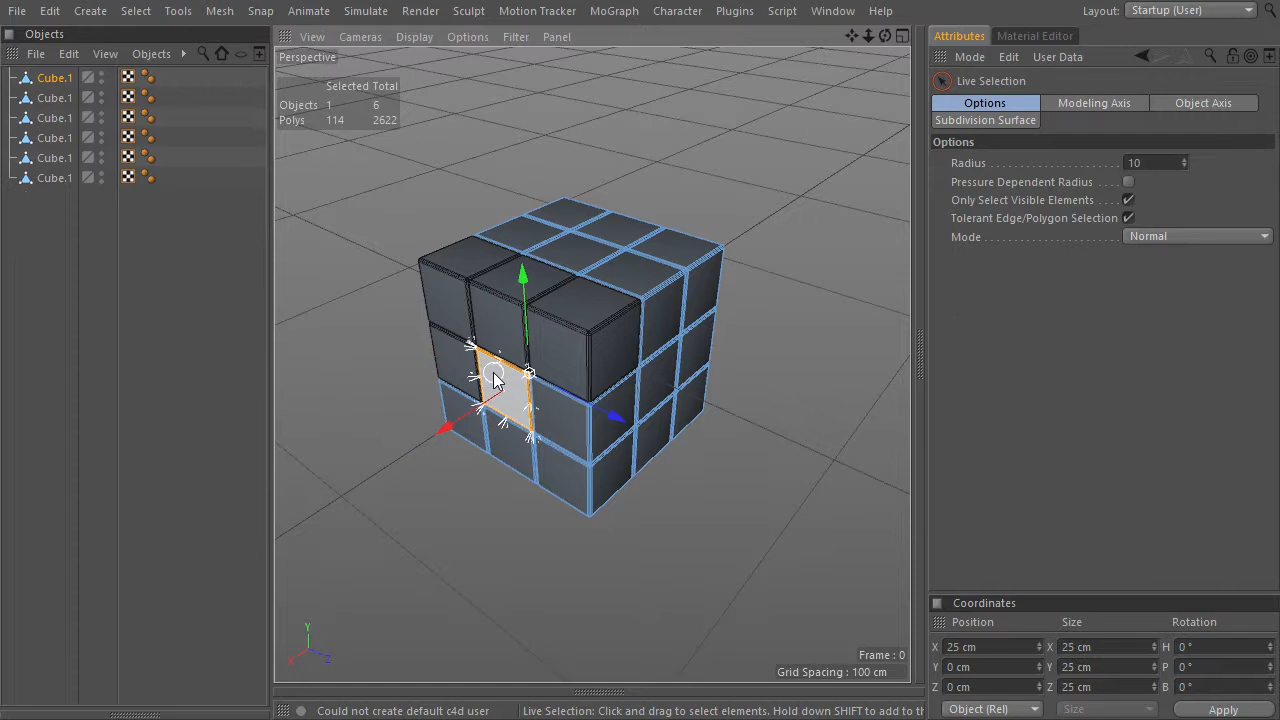 File Edit Create Select Tools Mesh Snap Animate Simulate Render Sculpt Motion Tracker MoGraph Character Plugins Script Window Help Layout: Startup (User)
Objects
File Edit View Objects
Cube.1
Cube.1
Cube.1
Cube.1
Cube.1
Cube.1
View Cameras Display Options Filter Panel
Perspective
Selected Total
Objects 1 6
Polys 114 2622
Y
X
Z
Frame : 0
Grid Spacing : 100 cm
Attributes Material Editor
Mode Edit User Data
Live Selection
Options Modeling Axis Object Axis
Subdivision Surface
Options
Radius 10
Pressure Dependent Radius
Only Select Visible Elements
Tolerant Edge/Polygon Selection
Mode Normal
Coordinates
Position Size Rotation
X 25 cm X 25 cm H 0 °
Y 0 cm Y 25 cm P 0 °
Z 0 cm Z 25 cm B 0 °
Object (Rel) Size Apply
Could not create default c4d user Live Selection: Click and drag to select elements. Hold down SHIFT to add to th